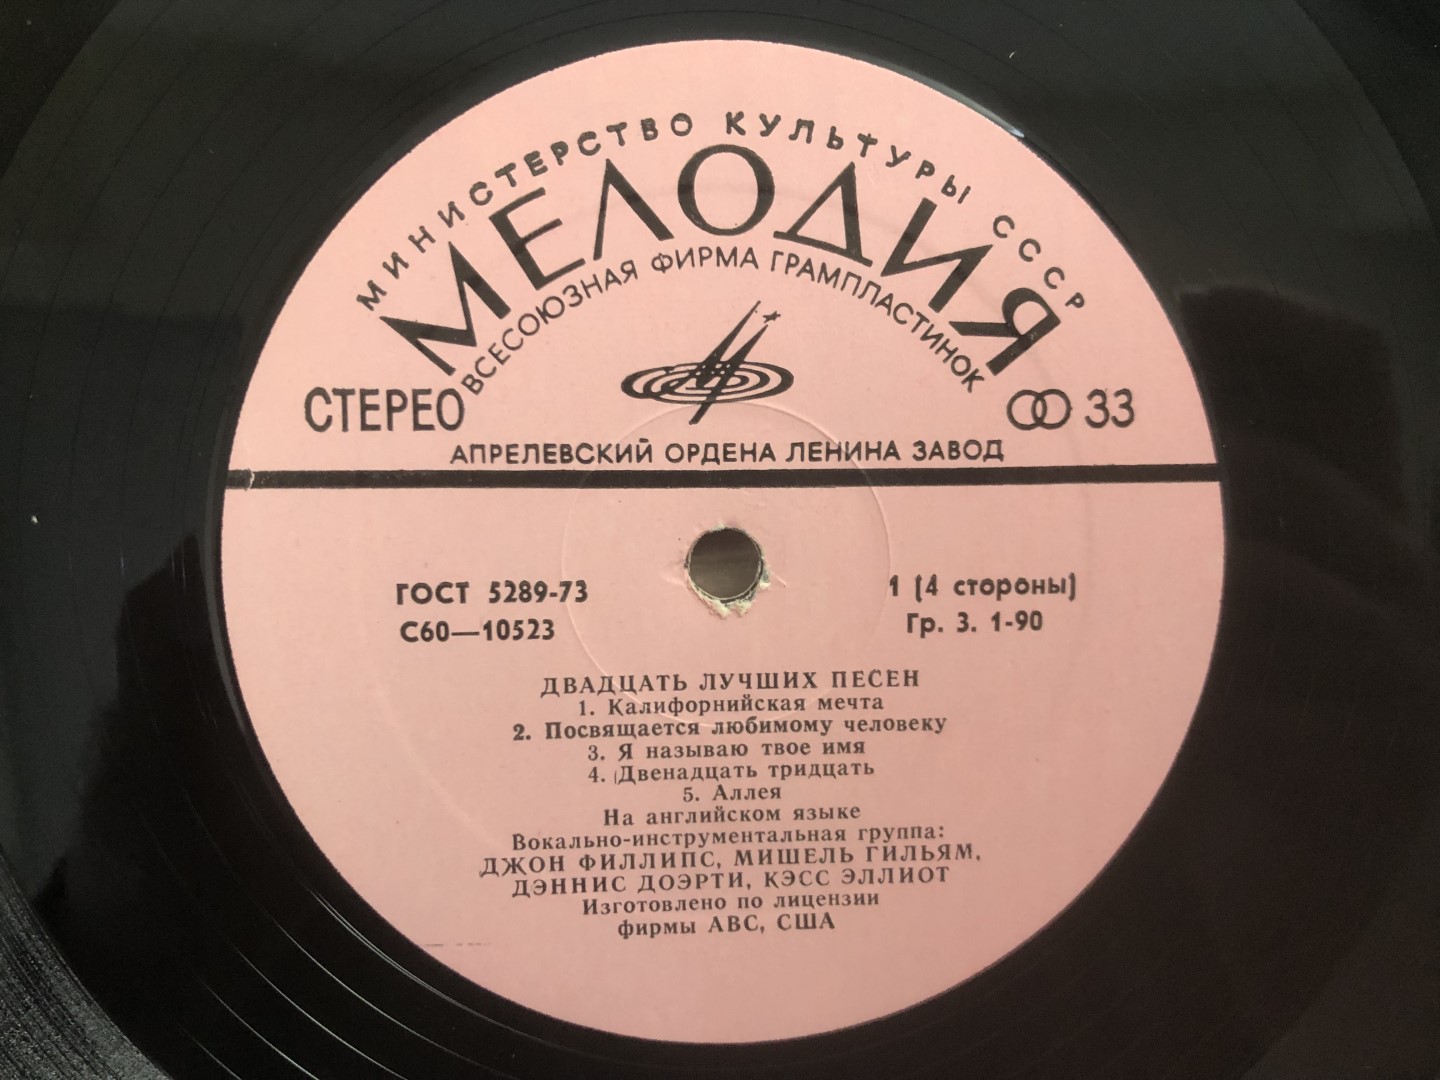 МИНИСТЕРСТВО КУЛЬТУРЫ СССР
МЕЛОДИЯ
ВСЕСОЮЗНАЯ ФИРМА ГРАМПЛАСТИНОК
СТЕРЕО
33
АПРЕЛЕВСКИЙ ОРДЕНА ЛЕНИНА ЗАВОД
ГОСТ 5289-73
С60—10523
1 (4 стороны)
Гр. 3. 1-90
ДВАДЦАТЬ ЛУЧШИХ ПЕСЕН
1. Калифорнийская мечта
2. Посвящается любимому человеку
3. Я называю твое имя
4. Двенадцать тридцать
5. Аллея
На английском языке
Вокально-инструментальная группа:
ДЖОН ФИЛЛИПС, МИШЕЛЬ ГИЛЬЯМ,
ДЭННИС ДОЭРТИ, КЭСС ЭЛЛИОТ
Изготовлено по лицензии
фирмы АВС, США